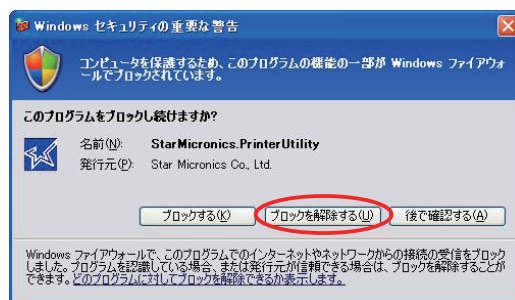 Windows セキュリティの重要な警告
コンピュータを保護するため、このプログラムの機能の一部が Windows ファイアウォ
ールでブロックされています。
このプログラムをブロックし続けますか?
名前(N): StarMicronics.PrinterUtility
発行元(P): Star Micronics Co., Ltd.
ブロックする(K) ブロックを解除する(U) 後で確認する(A)
Windows ファイアウォールで、このプログラムでのインターネットやネットワークからの接続の受信をブロック
しました。プログラムを認識している場合、または発行元が信頼できる場合は、ブロックを解除することが
できます。どのプログラムに対してブロックを解除できるか表示します。